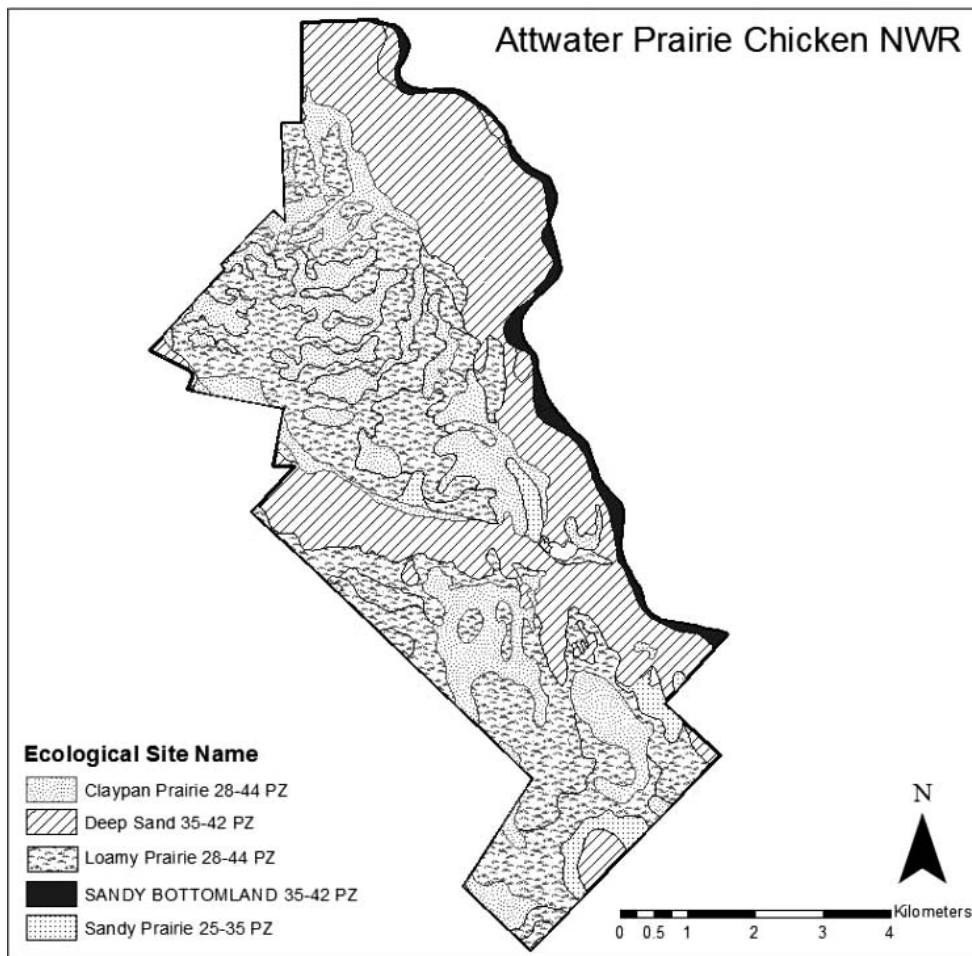 Attwater Prairie Chicken NWR
Ecological Site Name
Claypan Prairie 28-44 PZ
Deep Sand 35-42 PZ
Loamy Prairie 28-44 PZ
SANDY BOTTOMLAND 35-42 PZ
Sandy Prairie 25-35 PZ
N
Kilometers
0 0.5 1 2 3 4